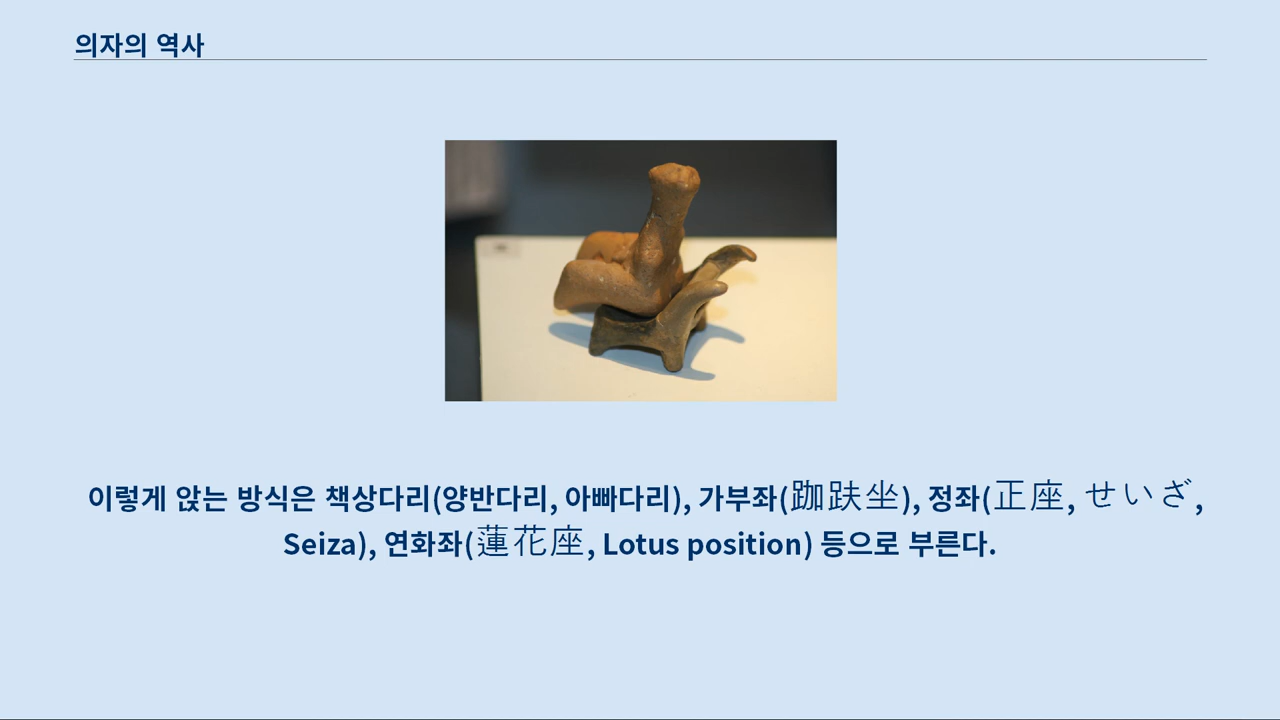 의자의 역사
이렇게 앉는 방식은 책상다리(양반다리, 아빠다리), 가부좌(跏趺坐), 정좌(正座, せいざ,
Seiza), 연화좌(蓮花座, Lotus position) 등으로 부른다.